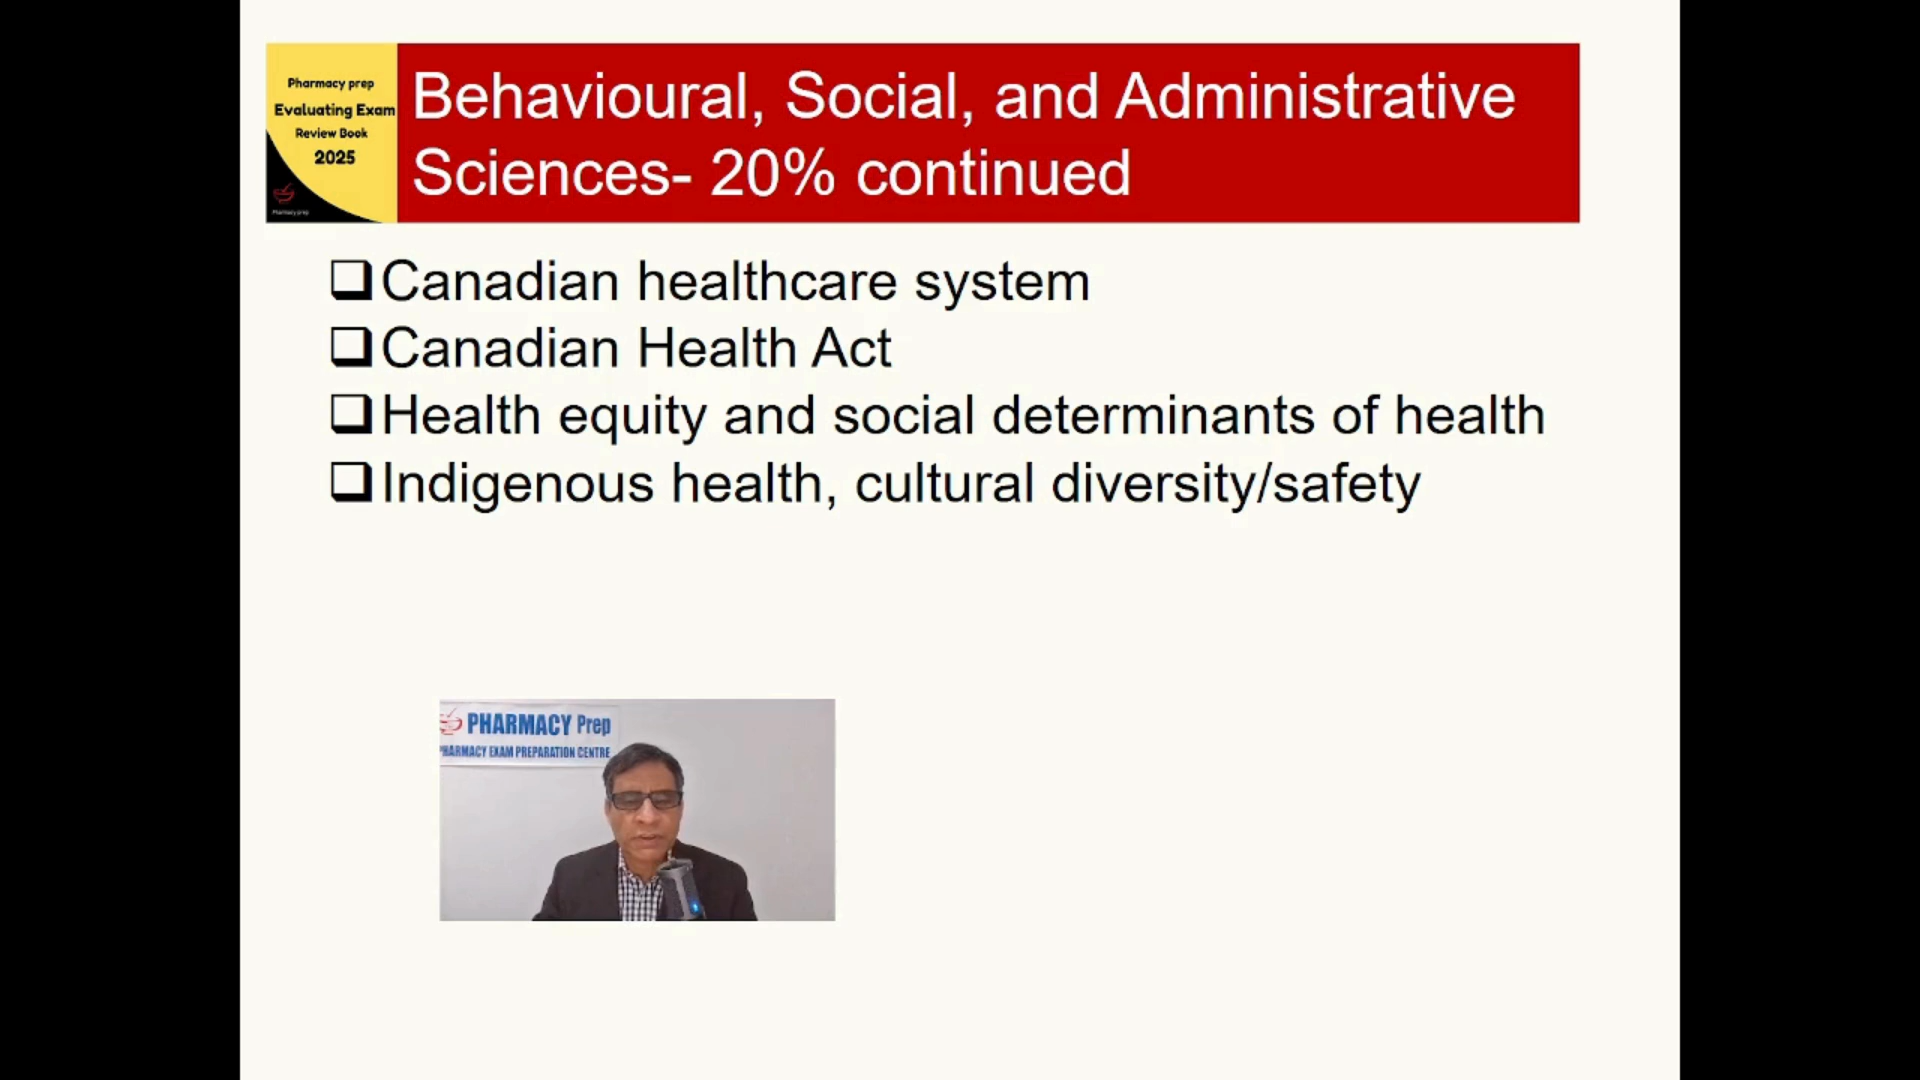 Pharmacy prep
Evaluating Exam
Review Book
2025
Pharmacy prep
Behavioural, Social, and Administrative
Sciences- 20% continued
Canadian healthcare system
Canadian Health Act
Health equity and social determinants of health
Indigenous health, cultural diversity/safety
PHARMACY Prep
PHARMACY EXAM PREPARATION CENTRE